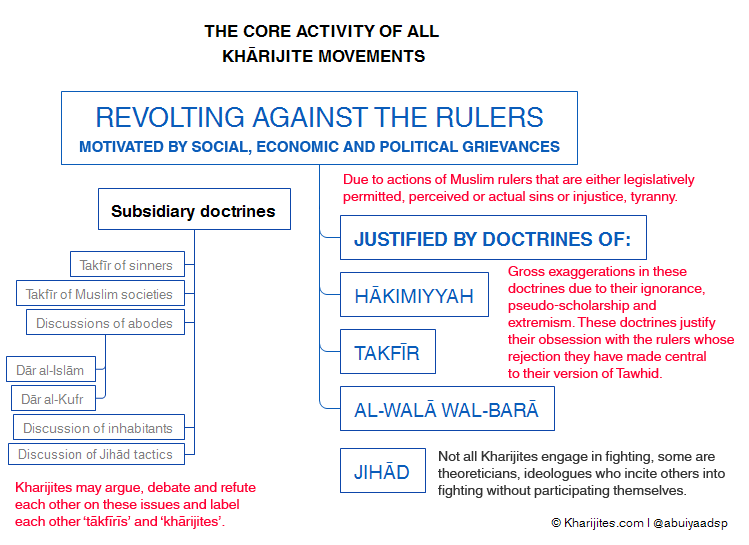 THE CORE ACTIVITY OF ALL
KHĀRIJITE MOVEMENTS
REVOLTING AGAINST THE RULERS
MOTIVATED BY SOCIAL, ECONOMIC AND POLITICAL GRIEVANCES
Due to actions of Muslim rulers that are either legislatively
permitted, perceived or actual sins or injustice, tyranny.
Subsidiary doctrines
JUSTIFIED BY DOCTRINES OF:
Takfīr of sinners
Takfīr of Muslim societies
Discussions of abodes
Dār al-Islām
Dār al-Kufr
Discussion of inhabitants
Discussion of Jihād tactics
HĀKIMIYYAH
TAKFĪR
AL-WALĀ WAL-BARĀ
Gross exaggerations in these
doctrines due to their ignorance,
pseudo-scholarship and
extremism. These doctrines justify
their obsession with the rulers whose
rejection they have made central
to their version of Tawhid.
JIHĀD
Not all Kharijites engage in fighting, some are
theoreticians, ideologues who incite others into
fighting without participating themselves.
Kharijites may argue, debate and refute
each other on these issues and label
each other ‘tākfīrīs’ and ‘khārijites’.
© Kharijites.com | @abuiyaadsp